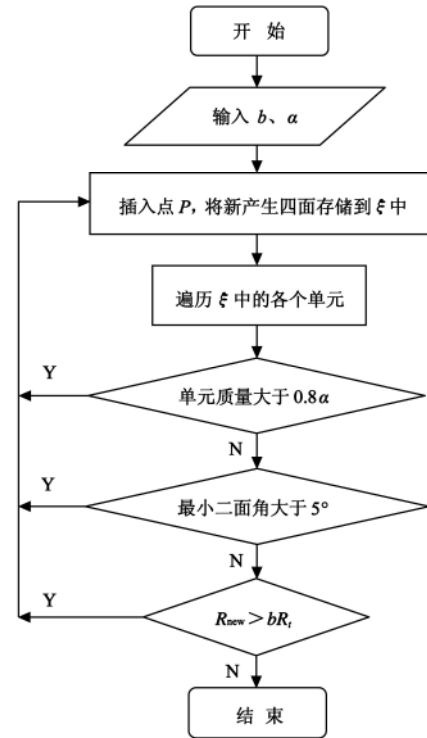 开 始
输入 b、α
插入点 P，将新产生四面存储到 ξ 中
遍历 ξ 中的各个单元
Y
单元质量大于 0.8α
N
Y
最小二面角大于 5°
N
Y
Rnew＞bRt
N
结 束